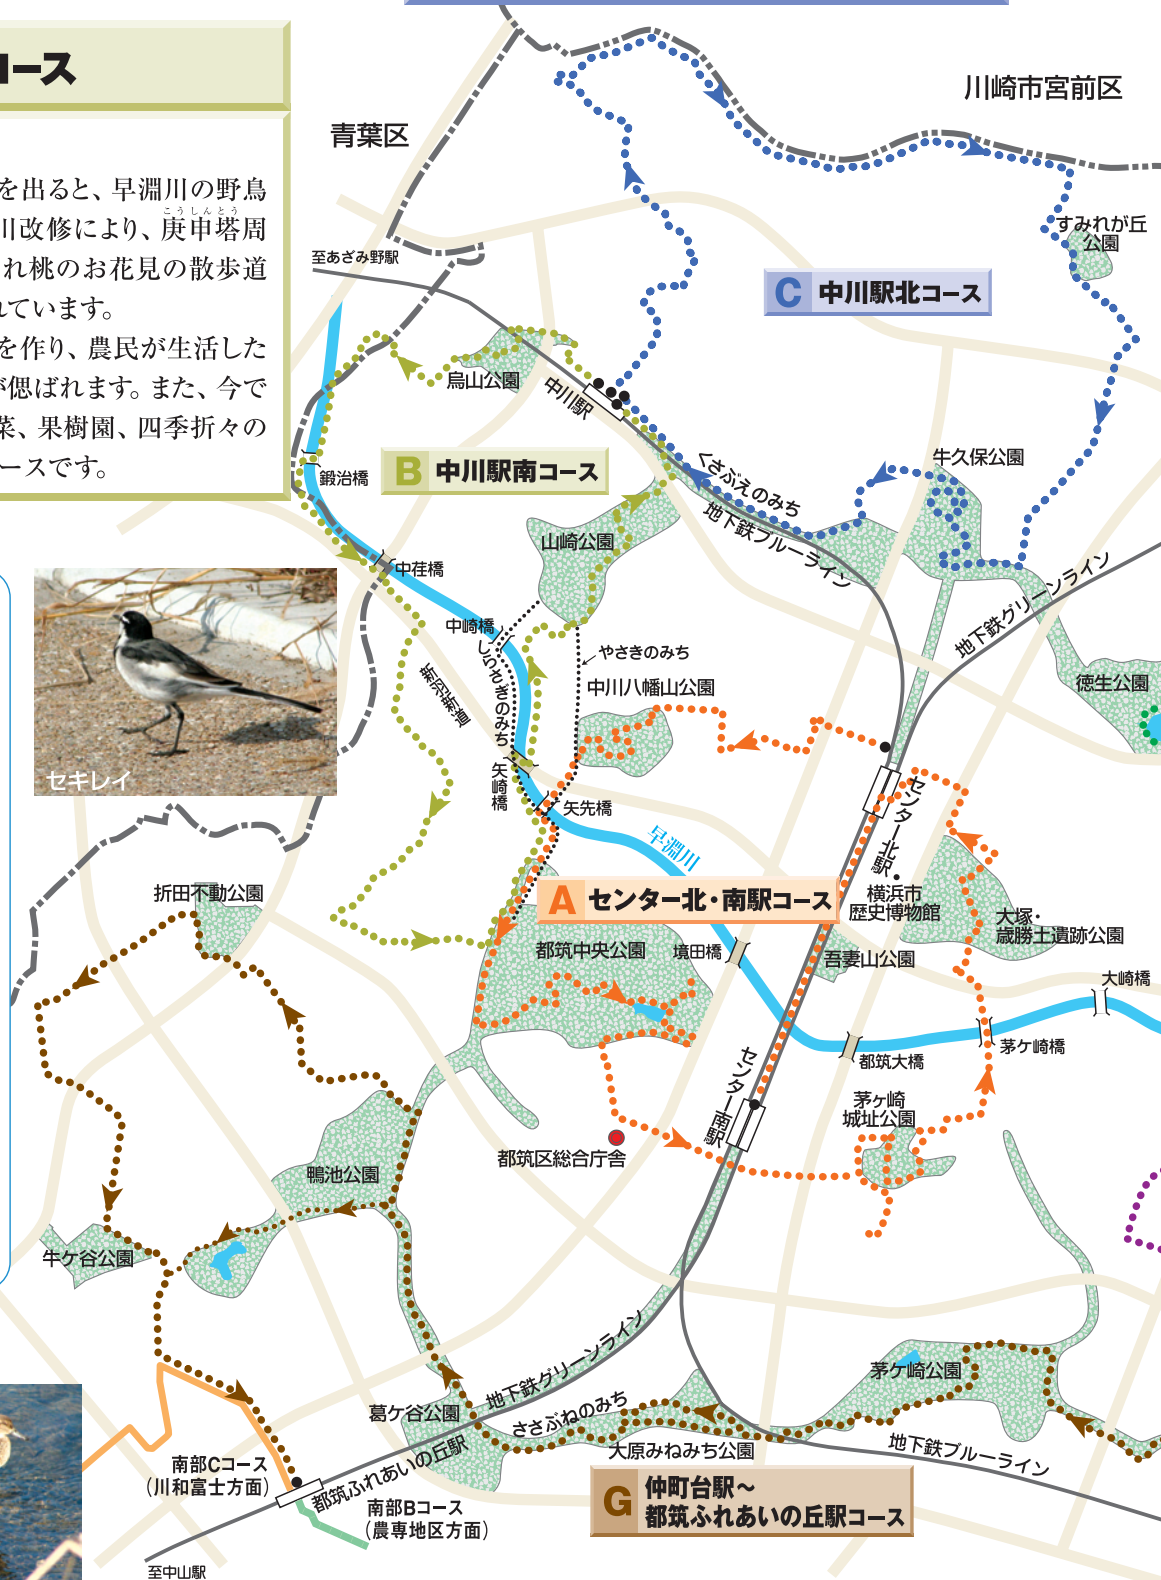 コース
を出ると、早淵川の野鳥
川改修により、庚申塔周
こうしんとう
れ桃のお花見の散歩道
れています。
を作り、農民が生活した
が偲ばれます。また、今で
菜、果樹園、四季折々の
ースです。
青葉区
川崎市宮前区
至あざみ野駅
すみれが丘
公園
C 中川駅北コース
烏山公園
中川駅
B 中川駅南コース
鍛治橋
くさぶえのみち
地下鉄ブルーライン
牛久保公園
山崎公園
中荏橋
地下鉄グリーンライン
中崎橋
しらさぎのみち
新羽新道
やさきのみち
中川八幡山公園
徳生公園
セキレイ
矢崎橋
矢先橋
早淵川
センター北駅
横浜市
歴史博物館
折田不動公園
A センター北・南駅コース
大塚・
歳勝土遺跡公園
都筑中央公園
境田橋
吾妻山公園
大崎橋
茅ケ崎橋
都筑大橋
センター南駅
茅ケ崎
城址公園
都筑区総合庁舎
鴨池公園
牛ケ谷公園
地下鉄グリーンライン
茅ケ崎公園
葛ケ谷公園
ささぶねのみち
大原みねみち公園
地下鉄ブルーライン
都筑ふれあいの丘駅
南部Cコース
（川和富士方面）
南部Bコース
（農専地区方面）
G 仲町台駅～
都筑ふれあいの丘駅コース
至中山駅